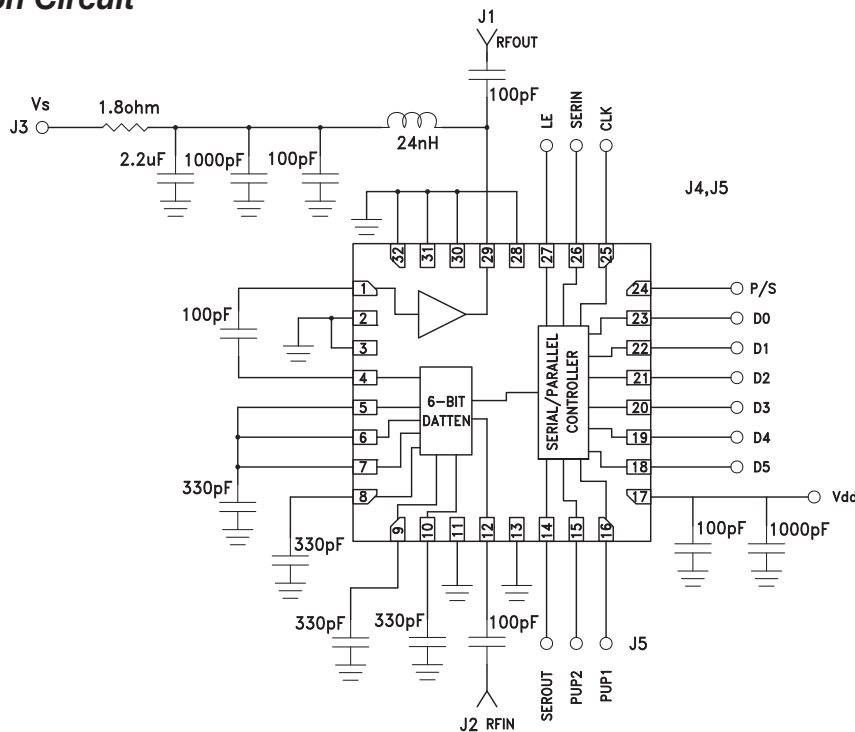 on Circuit
J1
RFOUT
100pF
Vs
J3
1.8ohm
24nH
2.2uF
1000pF
100pF
LE
SERIN
CLK
J4,J5
32
31
30
29
28
27
26
25
1
2
3
4
5
6
7
8
100pF
330pF
330pF
6-BIT
DATTEN
SERIAL/PARALLEL
CONTROLLER
24
P/S
23
D0
22
D1
21
D2
20
D3
19
D4
18
D5
17
Vdd
100pF
1000pF
9
10
11
12
13
14
15
16
330pF
330pF
100pF
J2
RFIN
SEROUT
PUP2
PUP1
J5